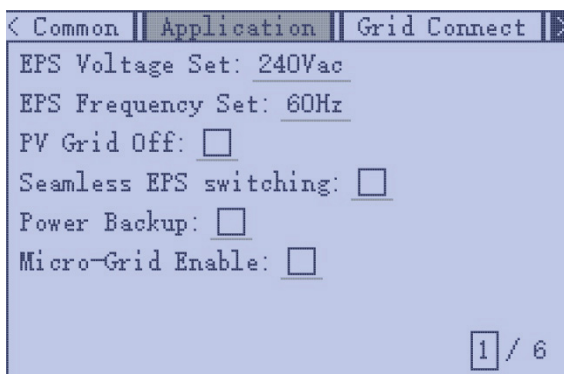 < Common Application Grid Connect >
EPS Voltage Set: 240Vac
EPS Frequency Set: 60Hz
PV Grid Off:
Seamless EPS switching:
Power Backup:
Micro-Grid Enable:
1 / 6